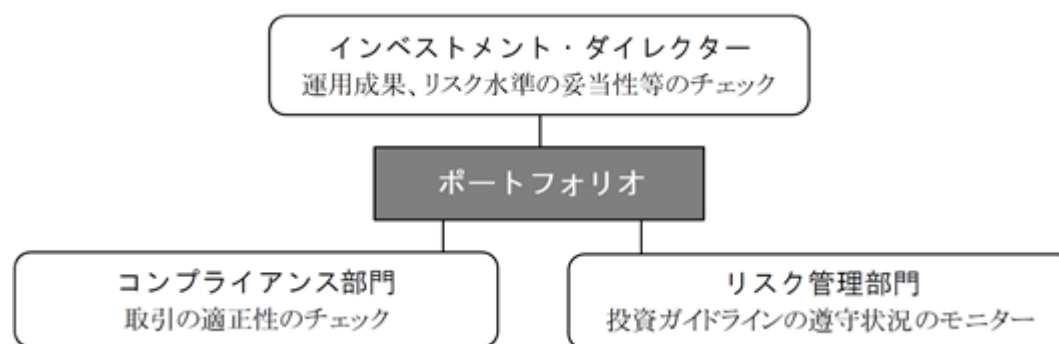 インベストメント・ダイレクター
運用成果、リスク水準の妥当性等のチェック
ポートフォリオ
コンプライアンス部門
取引の適正性のチェック
リスク管理部門
投資ガイドラインの遵守状況のモニター